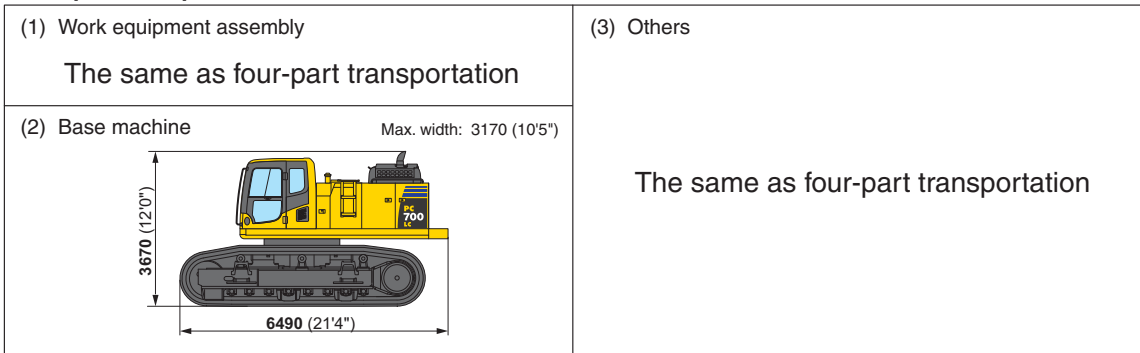 (1) Work equipment assembly
The same as four-part transportation
(2) Base machine
Max. width: 3170 (10'5")
3670 (12'0")
PC
700
LC
6490 (21'4")
(3) Others
The same as four-part transportation